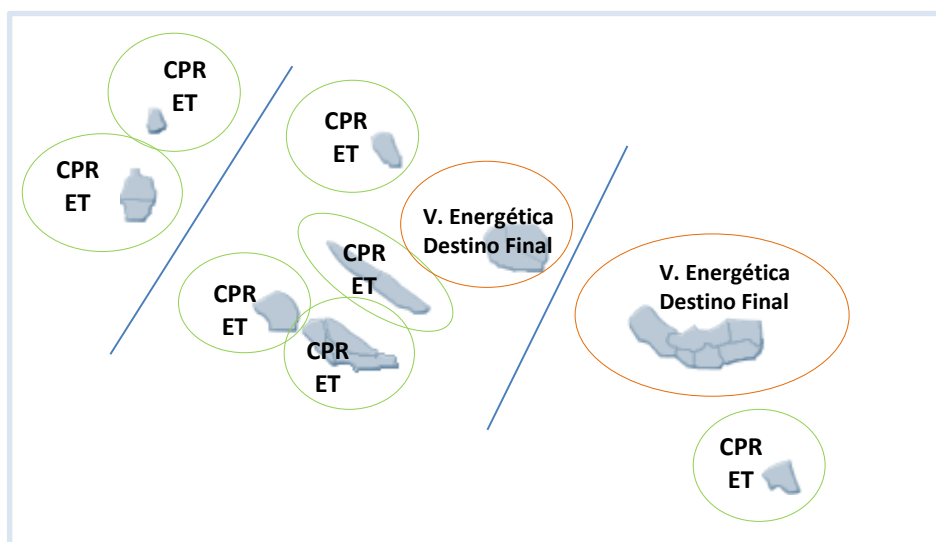 CPR
ET
CPR
ET
CPR
ET
V. Energética
Destino Final
CPR
ET
CPR
ET
CPR
ET
V. Energética
Destino Final
CPR
ET